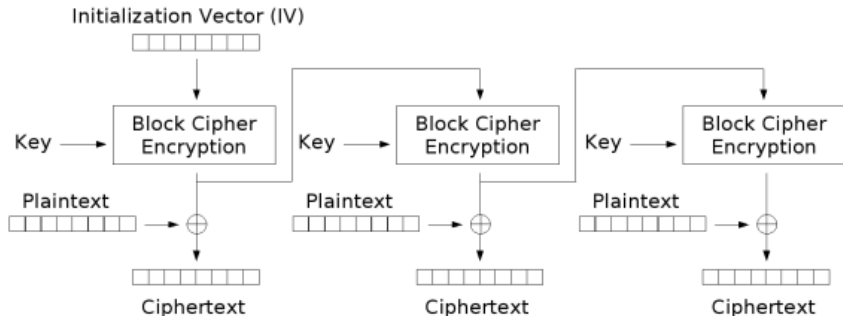 Initialization Vector (IV)
Key
Block Cipher
Encryption
Key
Block Cipher
Encryption
Key
Block Cipher
Encryption
Plaintext
Plaintext
Plaintext
Ciphertext
Ciphertext
Ciphertext